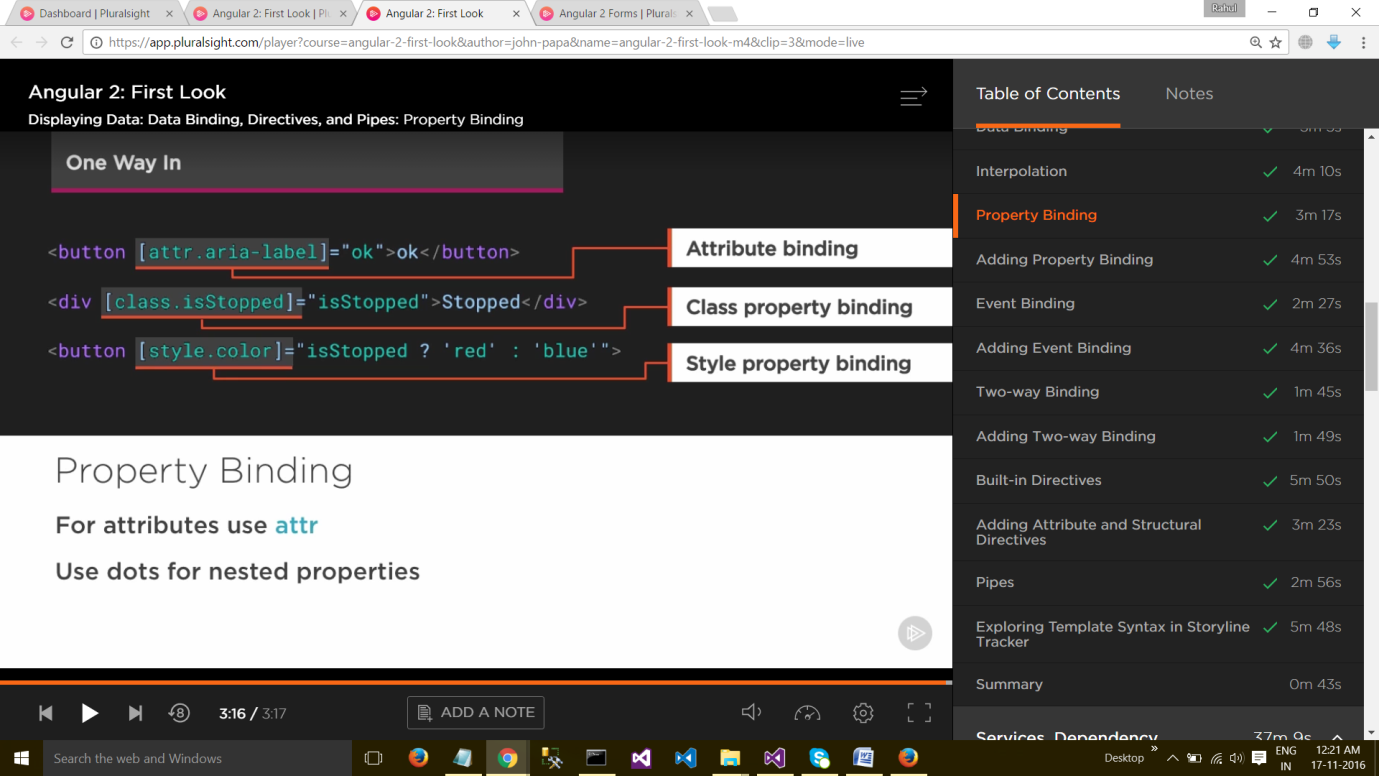 Dashboard | Pluralsight
Angular 2: First Look | Pl
Angular 2: First Look
Angular 2 Forms | Plurals
Rahul
https://app.pluralsight.com/player?course=angular-2-first-look&author=john-papa&name=angular-2-first-look-m4&clip=3&mode=live
Angular 2: First Look
Displaying Data: Data Binding, Directives, and Pipes: Property Binding
One Way In
<button [attr.aria-label]="ok">ok</button>
Attribute binding
<div [class.isStopped]="isStopped">Stopped</div>
Class property binding
<button [style.color]="isStopped ? 'red' : 'blue'">
Style property binding
Property Binding
For attributes use attr
Use dots for nested properties
8
3:16 / 3:17
ADD A NOTE
Table of Contents
Notes
Data Binding
Interpolation 4m 10s
Property Binding 3m 17s
Adding Property Binding 4m 53s
Event Binding 2m 27s
Adding Event Binding 4m 36s
Two-way Binding 1m 45s
Adding Two-way Binding 1m 49s
Built-in Directives 5m 50s
Adding Attribute and Structural 3m 23s
Directives
Pipes 2m 56s
Exploring Template Syntax in Storyline 5m 48s
Tracker
Summary 0m 43s
Services, Dependency 37m 9s
Search the web and Windows
Desktop
ENG
IN
12:21 AM
17-11-2016